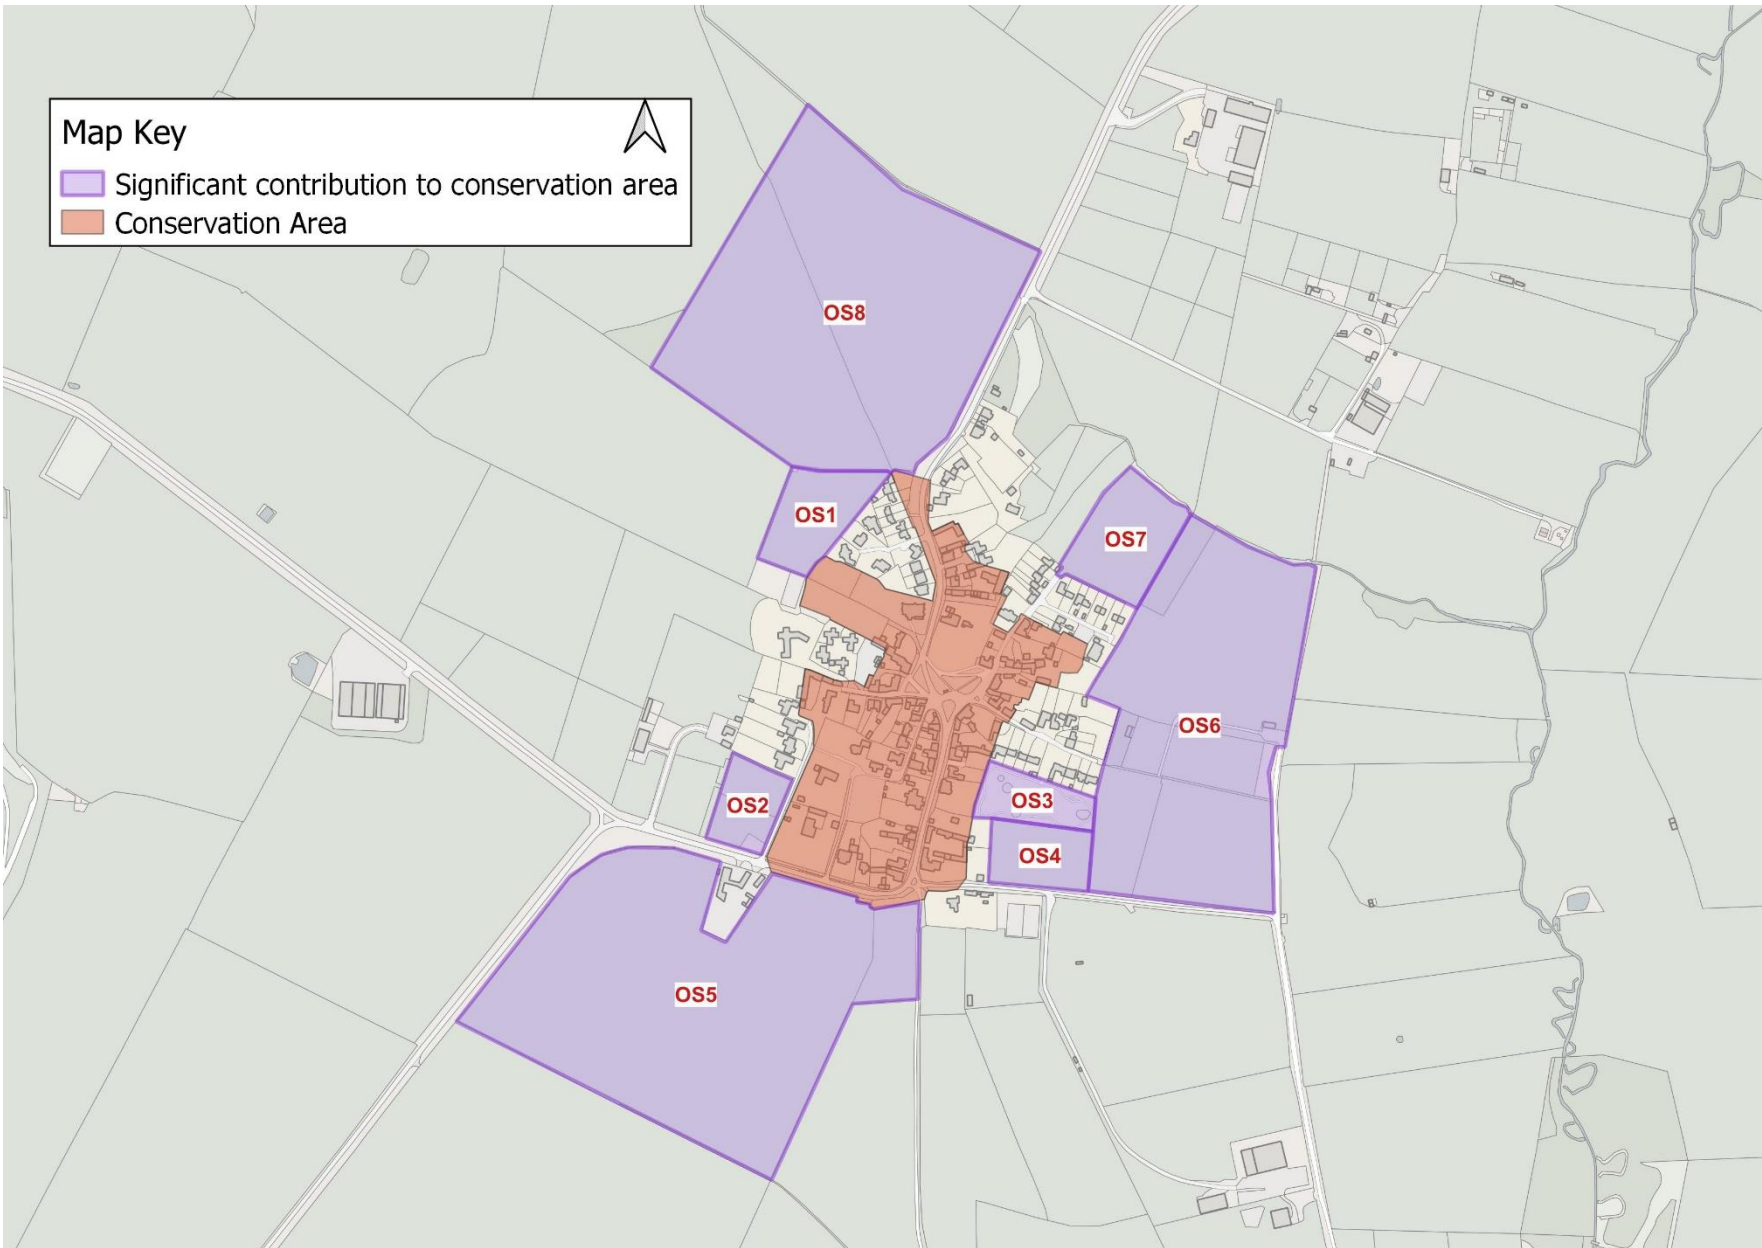 Map Key
Significant contribution to conservation area
Conservation Area
OS8
OS1
OS7
OS6
OS2
OS3
OS4
OS5